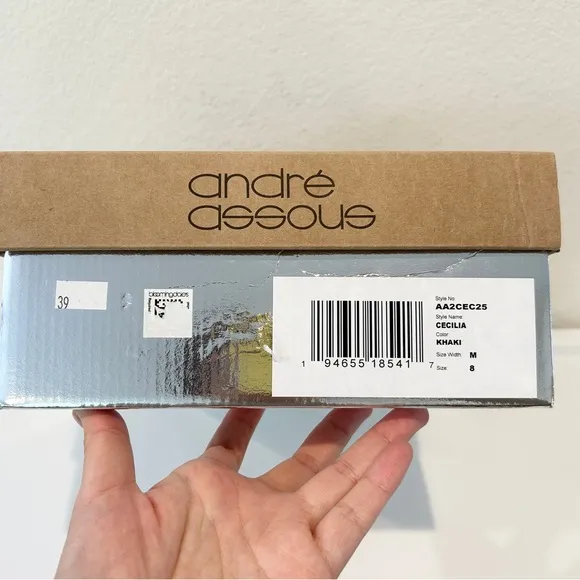 andré
assous
39
bloomingdales
Style No
AA2CEC25
Style Name
CECILIA
Color
KHAKI
Size Width M
Size: 8
1 94655 18541 7